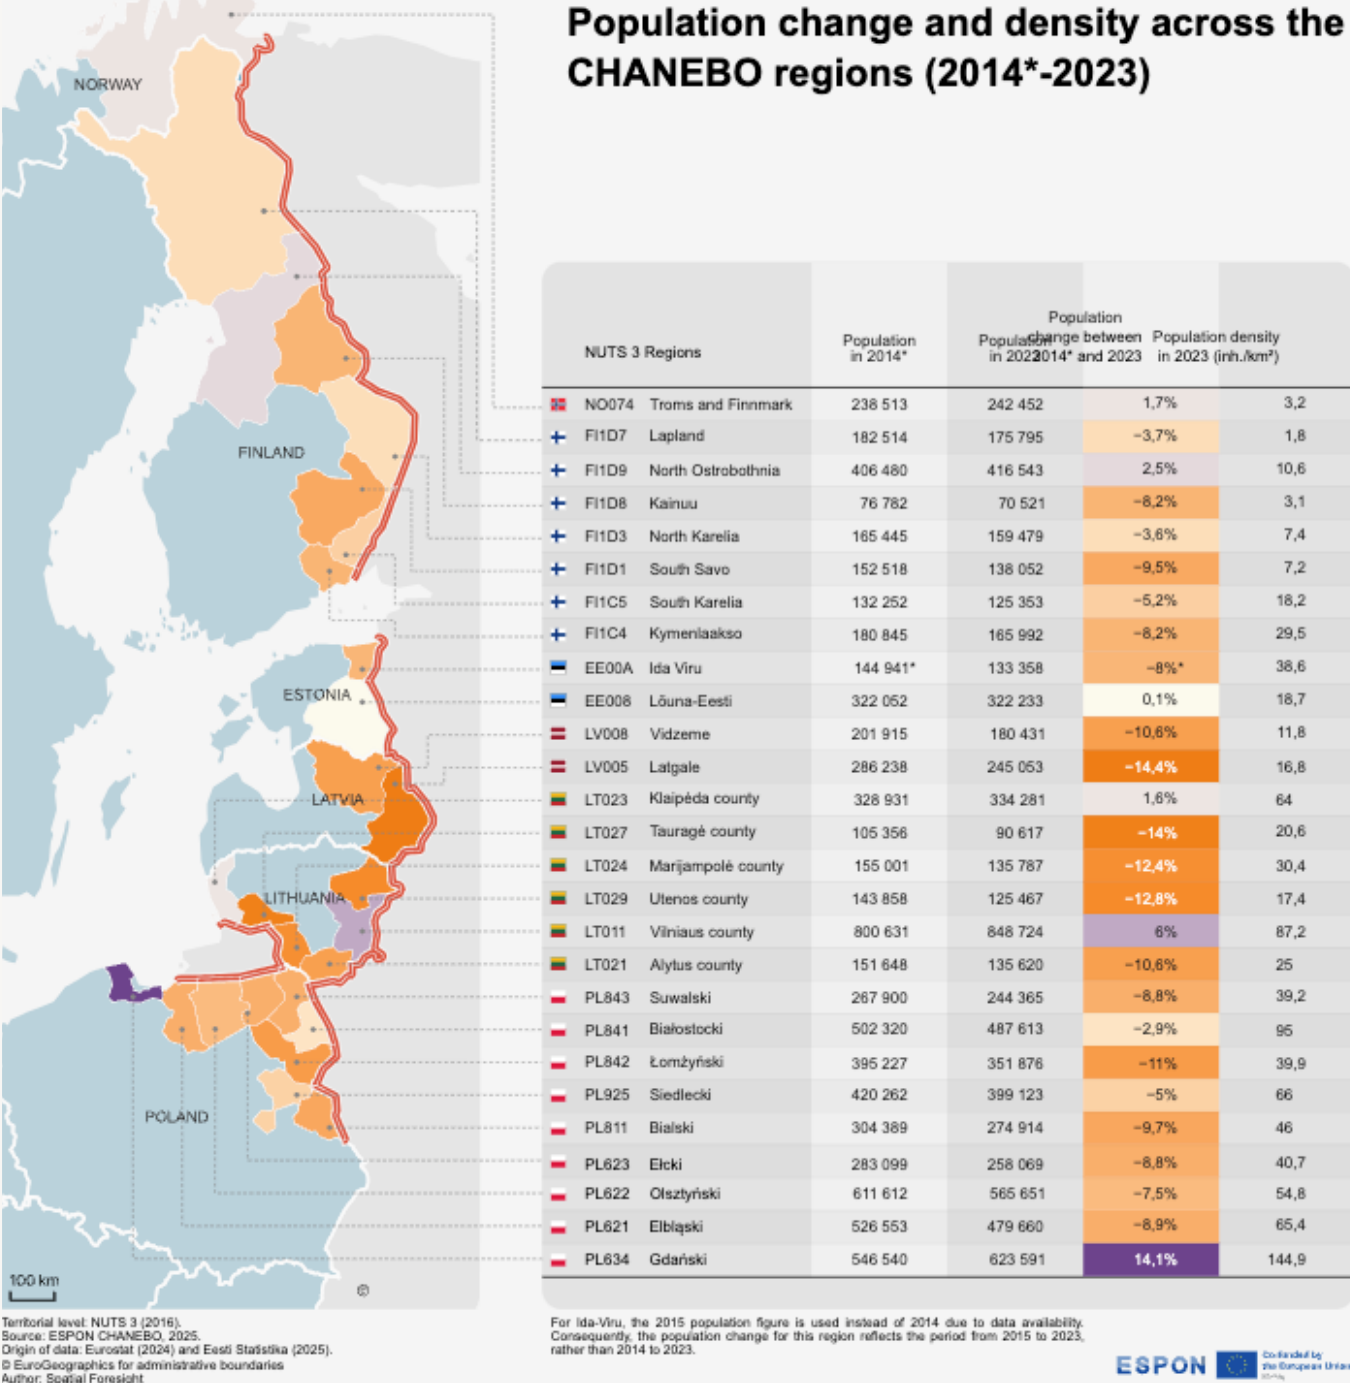 Population change and density across the
CHANEBO regions (2014*-2023)
NORWAY
FINLAND
ESTONIA
LATVIA
LITHUANIA
POLAND
100 km
©
NUTS 3 Regions
Population
in 2014*
Population
in 2023
Population
change between
2014* and 2023
Population density
in 2023 (inh./km²)
NO074 Troms and Finnmark 238 513 242 452 1,7% 3,2
FI1D7 Lapland 182 514 175 795 −3,7% 1,8
FI1D9 North Ostrobothnia 406 480 416 543 2,5% 10,6
FI1D8 Kainuu 76 782 70 521 −8,2% 3,1
FI1D3 North Karelia 165 445 159 479 −3,6% 7,4
FI1D1 South Savo 152 518 138 052 −9,5% 7,2
FI1C5 South Karelia 132 252 125 353 −5,2% 18,2
FI1C4 Kymenlaakso 180 845 165 992 −8,2% 29,5
EE00A Ida Viru 144 941* 133 358 −8%* 38,6
EE008 Lõuna-Eesti 322 052 322 233 0,1% 18,7
LV008 Vidzeme 201 915 180 431 −10,6% 11,8
LV005 Latgale 286 238 245 053 −14,4% 16,8
LT023 Klaipėda county 328 931 334 281 1,6% 64
LT027 Tauragė county 105 356 90 617 −14% 20,6
LT024 Marijampolė county 155 001 135 787 −12,4% 30,4
LT029 Utenos county 143 858 125 467 −12,8% 17,4
LT011 Vilniaus county 800 631 848 724 6% 87,2
LT021 Alytus county 151 648 135 620 −10,6% 25
PL843 Suwalski 267 900 244 365 −8,8% 39,2
PL841 Białostocki 502 320 487 613 −2,9% 95
PL842 Łomżyński 395 227 351 876 −11% 39,9
PL925 Siedlecki 420 262 399 123 −5% 66
PL811 Bialski 304 389 274 914 −9,7% 46
PL623 Ełcki 283 099 258 069 −8,8% 40,7
PL622 Olsztyński 611 612 565 651 −7,5% 54,8
PL621 Elbląski 526 553 479 660 −8,9% 65,4
PL634 Gdański 546 540 623 591 14,1% 144,9
Territorial level: NUTS 3 (2016).
Source: ESPON CHANEBO, 2025.
Origin of data: Eurostat (2024) and Eesti Statistika (2025).
© EuroGeographics for administrative boundaries
Author: Spatial Foresight
For Ida-Viru, the 2015 population figure is used instead of 2014 due to data availability.
Consequently, the population change for this region reflects the period from 2015 to 2023,
rather than 2014 to 2023.
ESPON
Co-funded by
the European Union